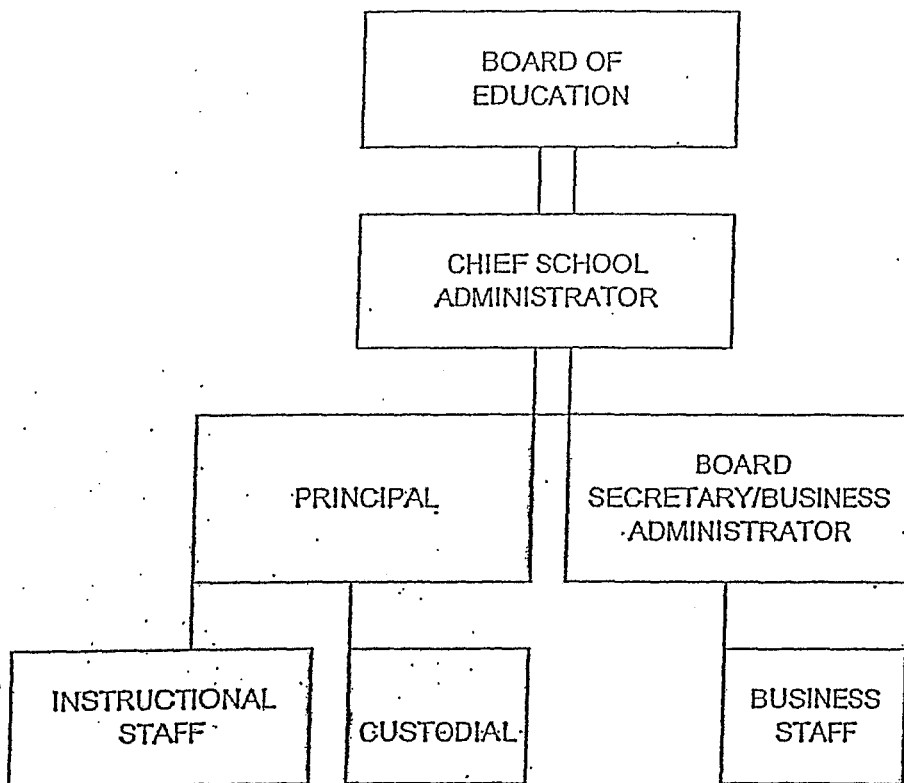 BOARD OF
EDUCATION
CHIEF SCHOOL
ADMINISTRATOR
PRINCIPAL
BOARD
SECRETARY/BUSINESS
ADMINISTRATOR
INSTRUCTIONAL
STAFF
CUSTODIAL
BUSINESS
STAFF